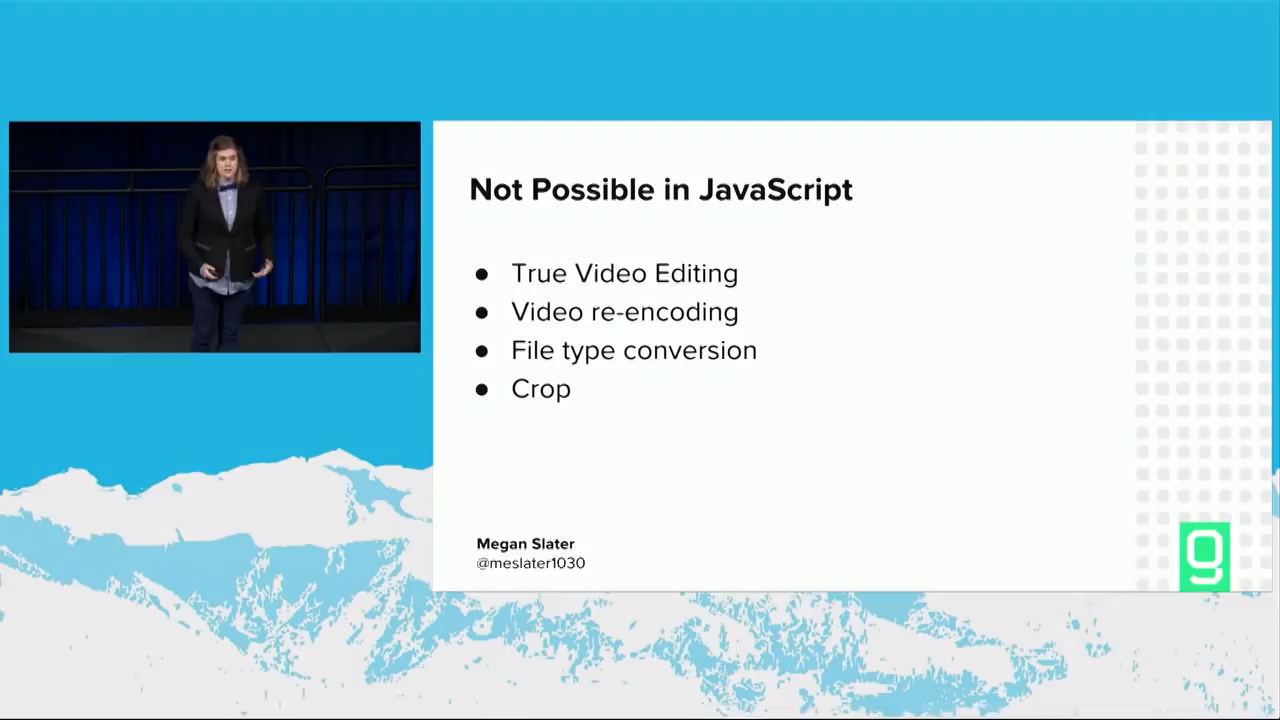 Not Possible in JavaScript
● True Video Editing
● Video re-encoding
● File type conversion
● Crop
Megan Slater
@meslater1030
g